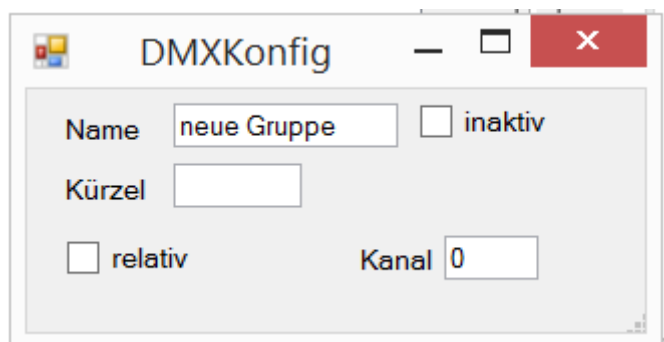 DMXKonfig
Name neue Gruppe inaktiv
Kürzel
relativ Kanal 0